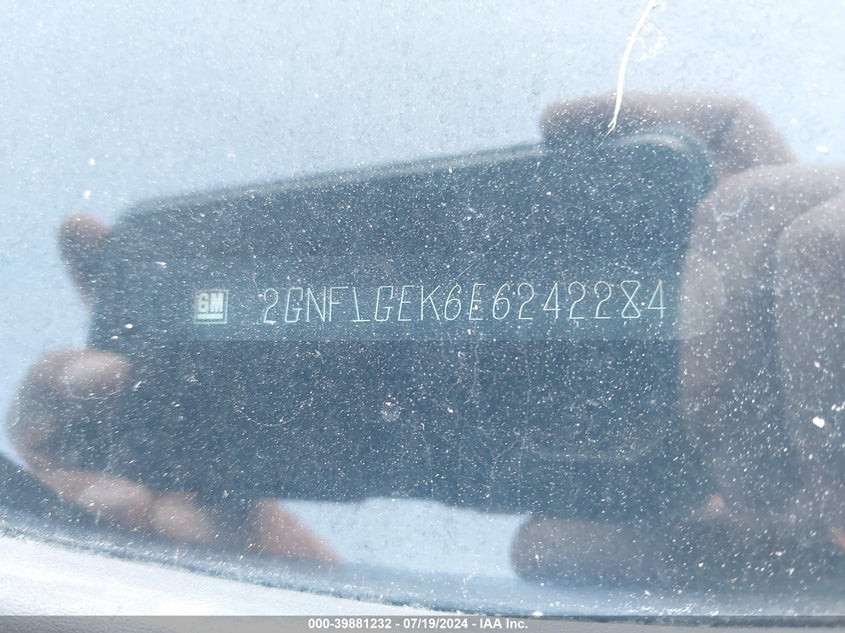 GM 2GNFLGEK6E6242284
000-39881232 - 07/19/2024 - IAA Inc.